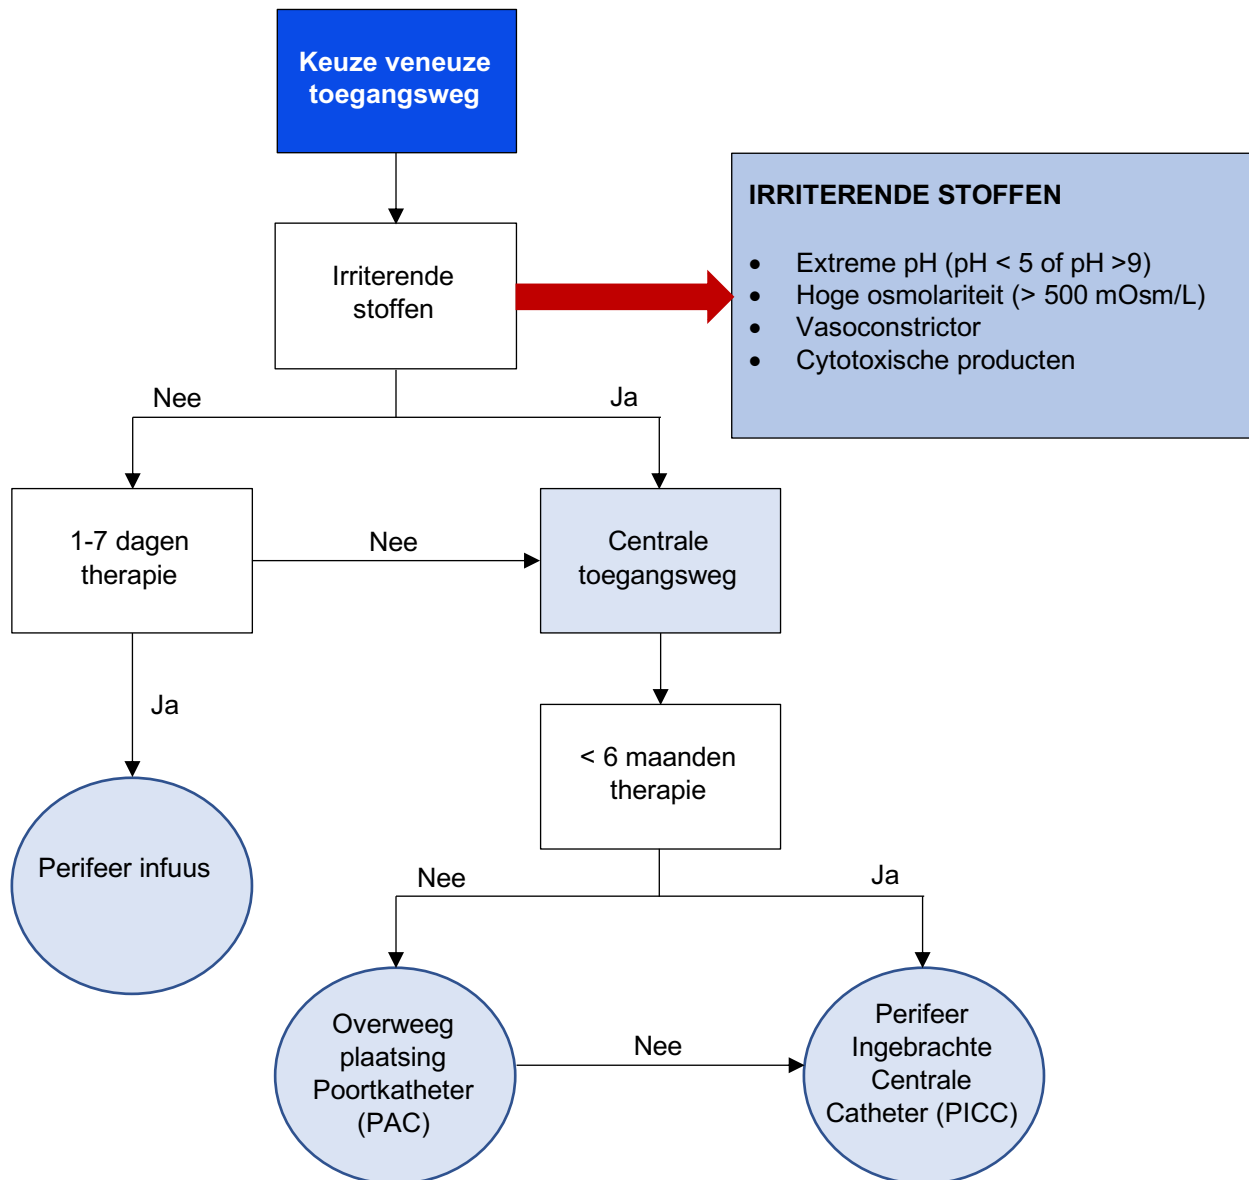 Keuze veneuze
toegangsweg
IRRITERENDE STOFFEN
• Extreme pH (pH < 5 of pH >9)
• Hoge osmolariteit (> 500 mOsm/L)
• Vasoconstrictor
• Cytotoxische producten
Irriterende
stoffen
Nee
Ja
1-7 dagen
therapie
Nee
Centrale
toegangsweg
Ja
< 6 maanden
therapie
Perifeer infuus
Nee
Ja
Overweeg
plaatsing
Poortkatheter
(PAC)
Nee
Perifeer
Ingebrachte
Centrale
Catheter (PICC)